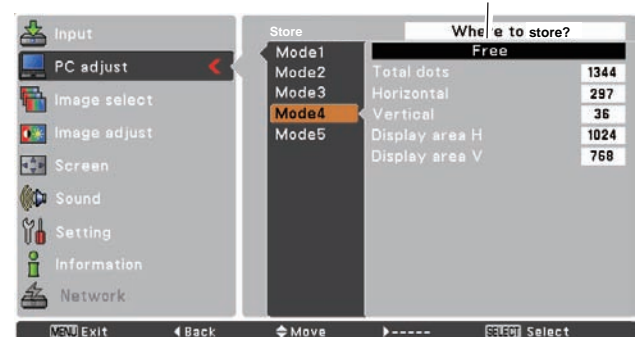 Input
PC adjust
Image select
Image adjust
Screen
Sound
Setting
Information
Network
Store
Mode1
Mode2
Mode3
Mode4
Mode5
Where to store?
Free
Total dots 1344
Horizontal 297
Vertical 36
Display area H 1024
Display area V 768
MENU Exit Back Move ----- SELECT Select